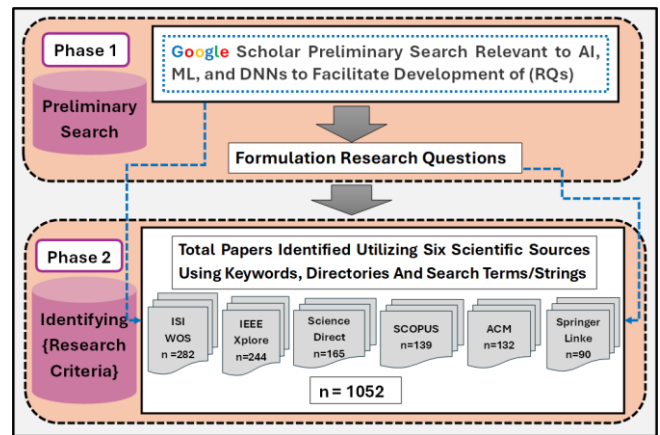 Phase 1
Preliminary
Search
Google Scholar Preliminary Search Relevant to AI,
ML, and DNNs to Facilitate Development of (RQs)
Formulation Research Questions
Phase 2
Identifying
{Research
Criteria}
Total Papers Identified Utilizing Six Scientific Sources
Using Keywords, Directories And Search Terms/Strings
ISI
WOS
n =282
IEEE
Xplore
n=244
Science
Direct
n=165
SCOPUS
n=139
ACM
n=132
Springer
Linke
n=90
n = 1052